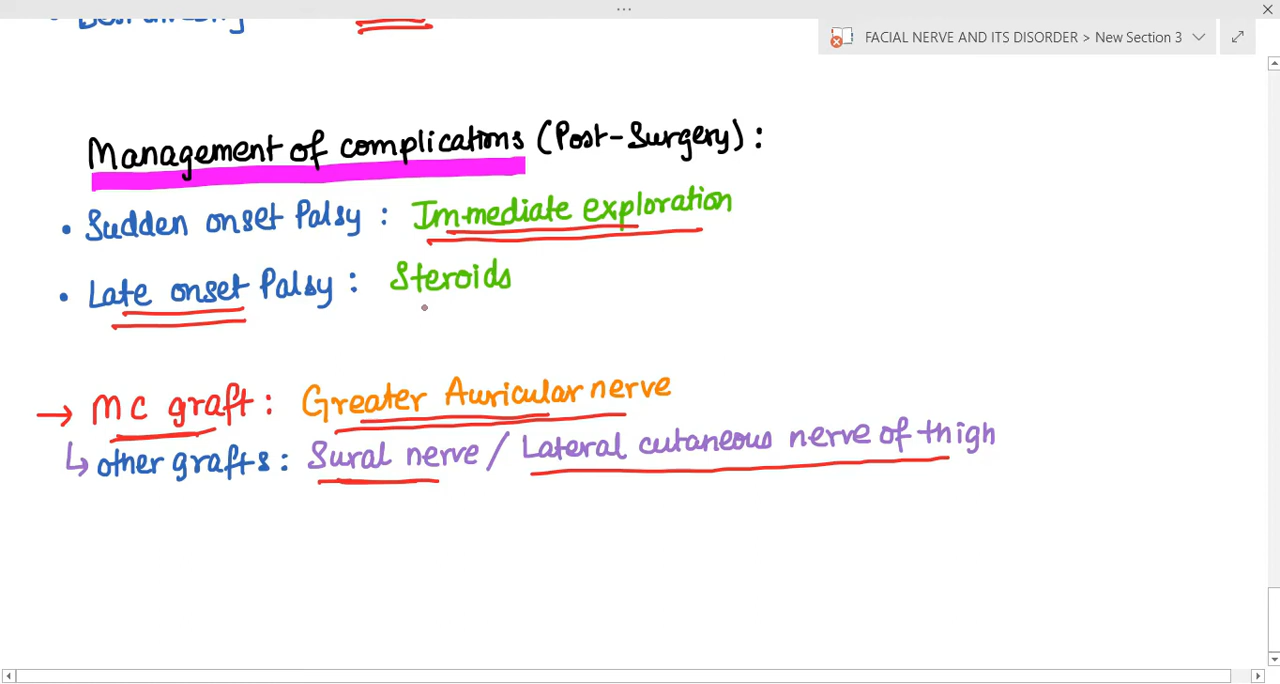 FACIAL NERVE AND ITS DISORDER > New Section 3
Management of complications (Post-Surgery) :
• Sudden onset Palsy : Immediate exploration
• Late onset Palsy : Steroids
→ MC graft : Greater Auricular nerve
↳ other grafts : Sural nerve / Lateral cutaneous nerve of thigh